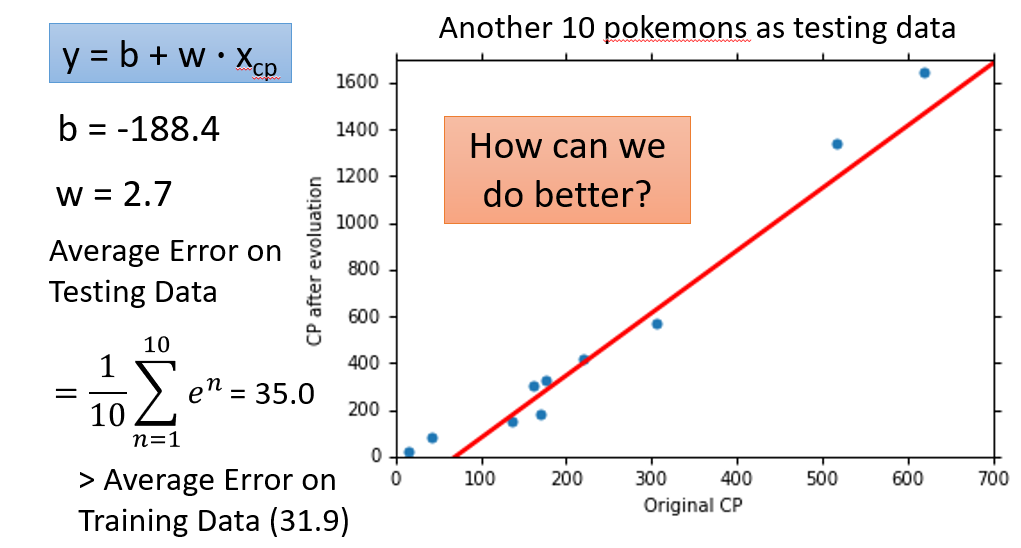 y = b + w ∙ x_cp
b = -188.4
w = 2.7
Average Error on
Testing Data
= 1/10 ∑_{n=1}^{10} e^n = 35.0
> Average Error on
Training Data (31.9)
Another 10 pokemons as testing data
How can we
do better?
CP after evoluation
1600
1400
1200
1000
800
600
400
200
0
0 100 200 300 400 500 600 700
Original CP